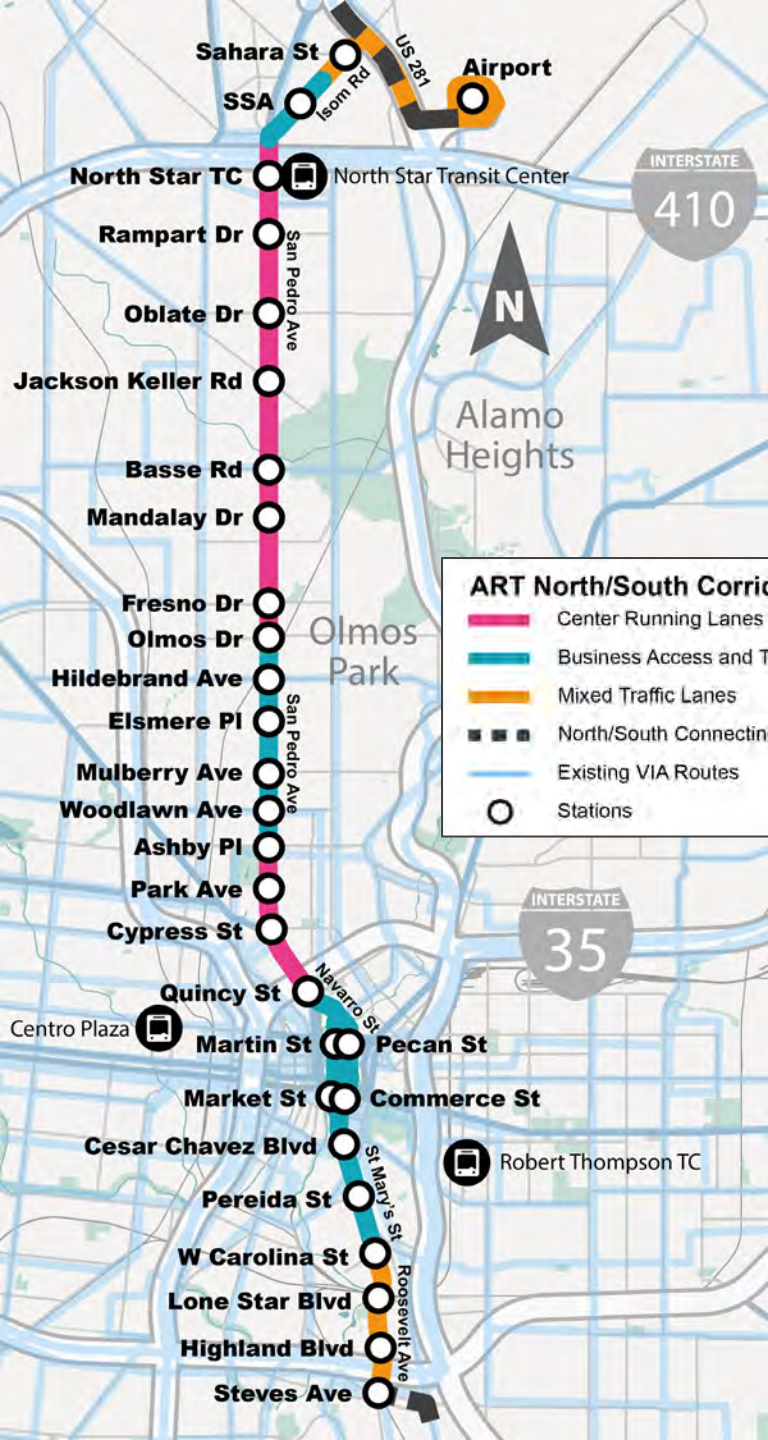 Sahara St
US 281
Airport
SSA
Isom Rd
North Star TC
North Star Transit Center
INTERSTATE
410
Rampart Dr
San Pedro Ave
Oblate Dr
N
Jackson Keller Rd
Alamo
Heights
Basse Rd
Mandalay Dr
ART North/South Corrid
Center Running Lanes
Business Access and T
Mixed Traffic Lanes
North/South Connectin
Existing VIA Routes
Stations
Fresno Dr
Olmos Dr
Olmos
Park
Hildebrand Ave
Elsmere Pl
San Pedro Ave
Mulberry Ave
Woodlawn Ave
Ashby Pl
Park Ave
INTERSTATE
35
Cypress St
Quincy St
Navarro St
Centro Plaza
Martin St
Pecan St
Market St
Commerce St
Cesar Chavez Blvd
St Mary's St
Robert Thompson TC
Pereida St
W Carolina St
Roosevelt Ave
Lone Star Blvd
Highland Blvd
Steves Ave